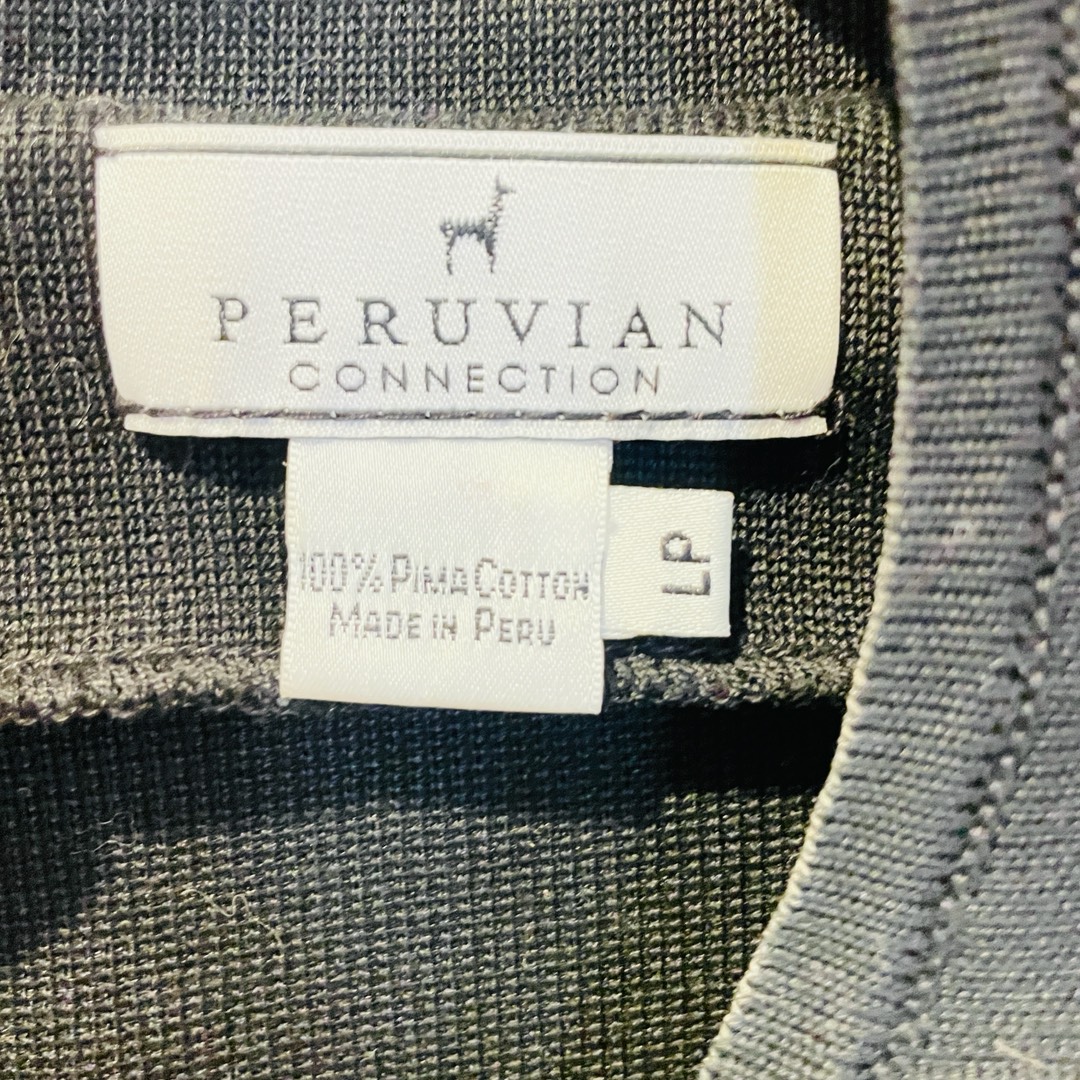 PERUVIAN
CONNECTION
100% PIMA COTTON
MADE IN PERU
LP